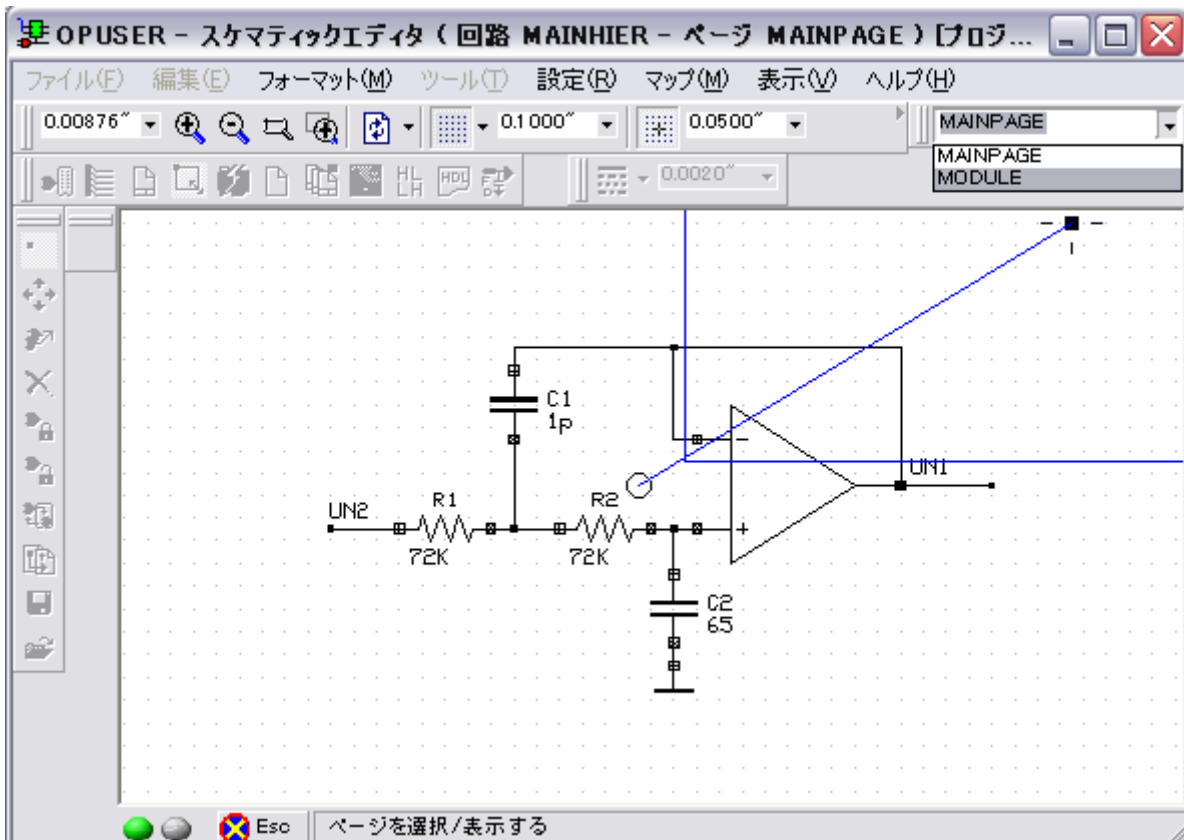 OPUSER - スケマティックエディタ ( 回路 MAINHIER - ページ MAINPAGE ) [プロジ...
ファイル(F) 編集(E) フォーマット(M) ツール(T) 設定(R) マップ(M) 表示(V) ヘルプ(H)
0.00876" 0.1000" 0.0500" MAINPAGE
MAINPAGE
MODULE
HL
LH
HDL
0.0020"
C1
1p
UN1
R1
R2
UN2
72K
72K
C2
65
Esc ページを選択/表示する